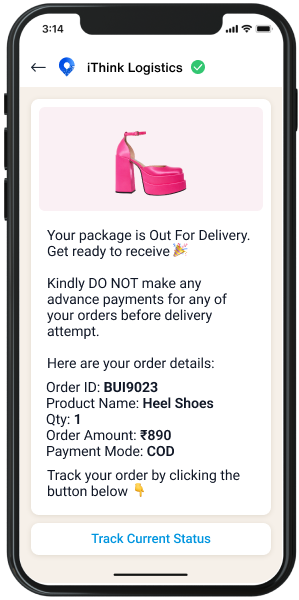 3:14
iThink Logistics
Your package is Out For Delivery.
Get ready to receive 🎉
Kindly DO NOT make any
advance payments for any of
your orders before delivery
attempt.
Here are your order details:
Order ID: BUI9023
Product Name: Heel Shoes
Qty: 1
Order Amount: ₹890
Payment Mode: COD
Track your order by clicking the
button below 👇
Track Current Status